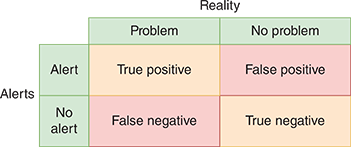 Reality
Problem
No problem
Alerts
Alert
True positive
False positive
No
alert
False negative
True negative